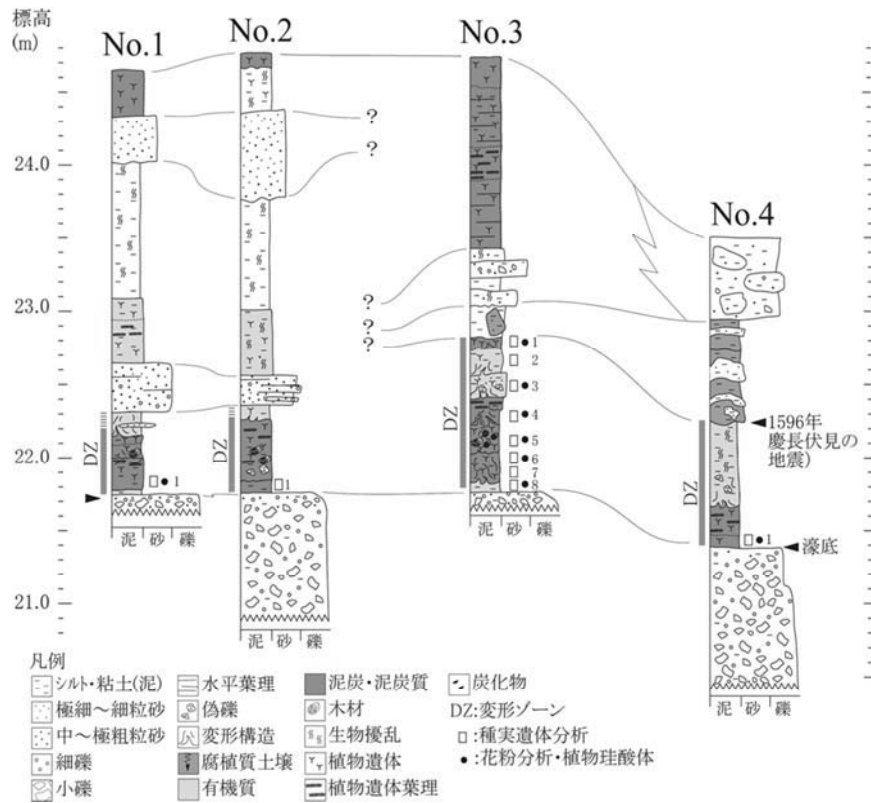 標高
(m)
No.1
No.2
No.3
No.4
24.0
23.0
22.0
21.0
?
?
?
?
?
DZ
DZ
DZ
DZ
1
1
1
2
3
4
5
6
7
8
1
1596年
慶長伏見の
地震)
濠底
泥 砂 礫
泥 砂 礫
泥 砂 礫
泥 砂 礫
凡例
シルト・粘土(泥) 水平葉理 泥炭・泥炭質 炭化物
極細～細粒砂 偽礫 木材 DZ:変形ゾーン
中～極粗粒砂 変形構造 生物擾乱 :種実遺体分析
細礫 腐植質土壌 植物遺体 :花粉分析・植物珪酸体
小礫 有機質 植物遺体葉理